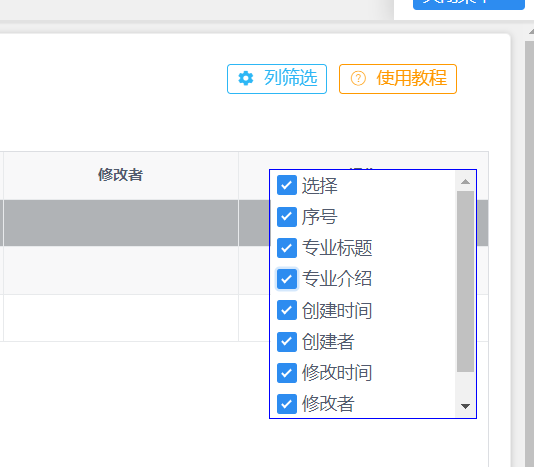 列筛选
使用教程
修改者
选择
序号
专业标题
专业介绍
创建时间
创建者
修改时间
修改者